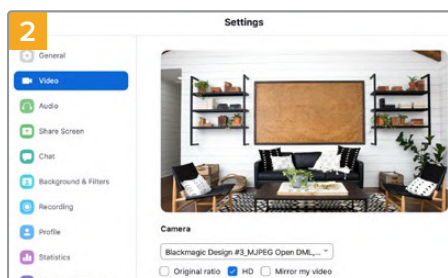 2
Settings
General
Video
Audio
Share Screen
Chat
Background & Filters
Recording
Profile
Statistics
Camera
Blackmagic Design #3_MJPEG Open DML,...
Original ratio HD Mirror my video